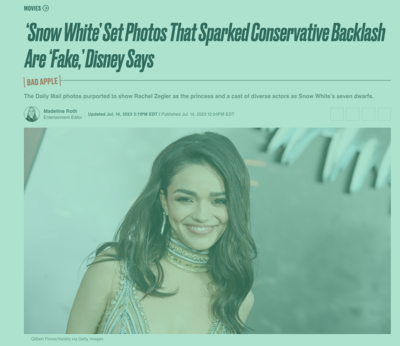 MOVIES
'Snow White' Set Photos That Sparked Conservative Backlash
Are 'Fake,' Disney Says
BAD APPLE
The Daily Mail photos purported to show Rachel Zegler as the princess and a cast of diverse actors as Snow White's seven dwarfs.
Madeline Roth
Entertainment Editor
Updated Jul. 14, 2023 3:19PM EDT / Published Jul. 14, 2023
via Getty Images